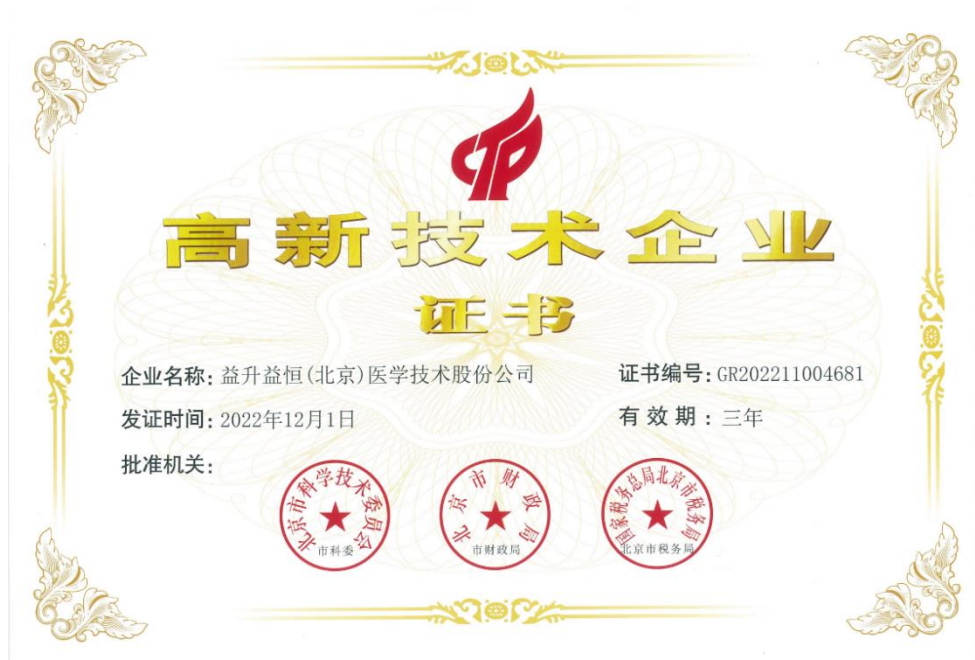 高新技术企业
证书
企业名称：益升益恒(北京)医学技术股份公司
证书编号：GR202211004681
发证时间：2022年12月1日
有效期：三年
批准机关：
北京市科学技术委员会
市科委
北京市财政局
市财政局
国家税务总局北京市税务局
北京市税务局